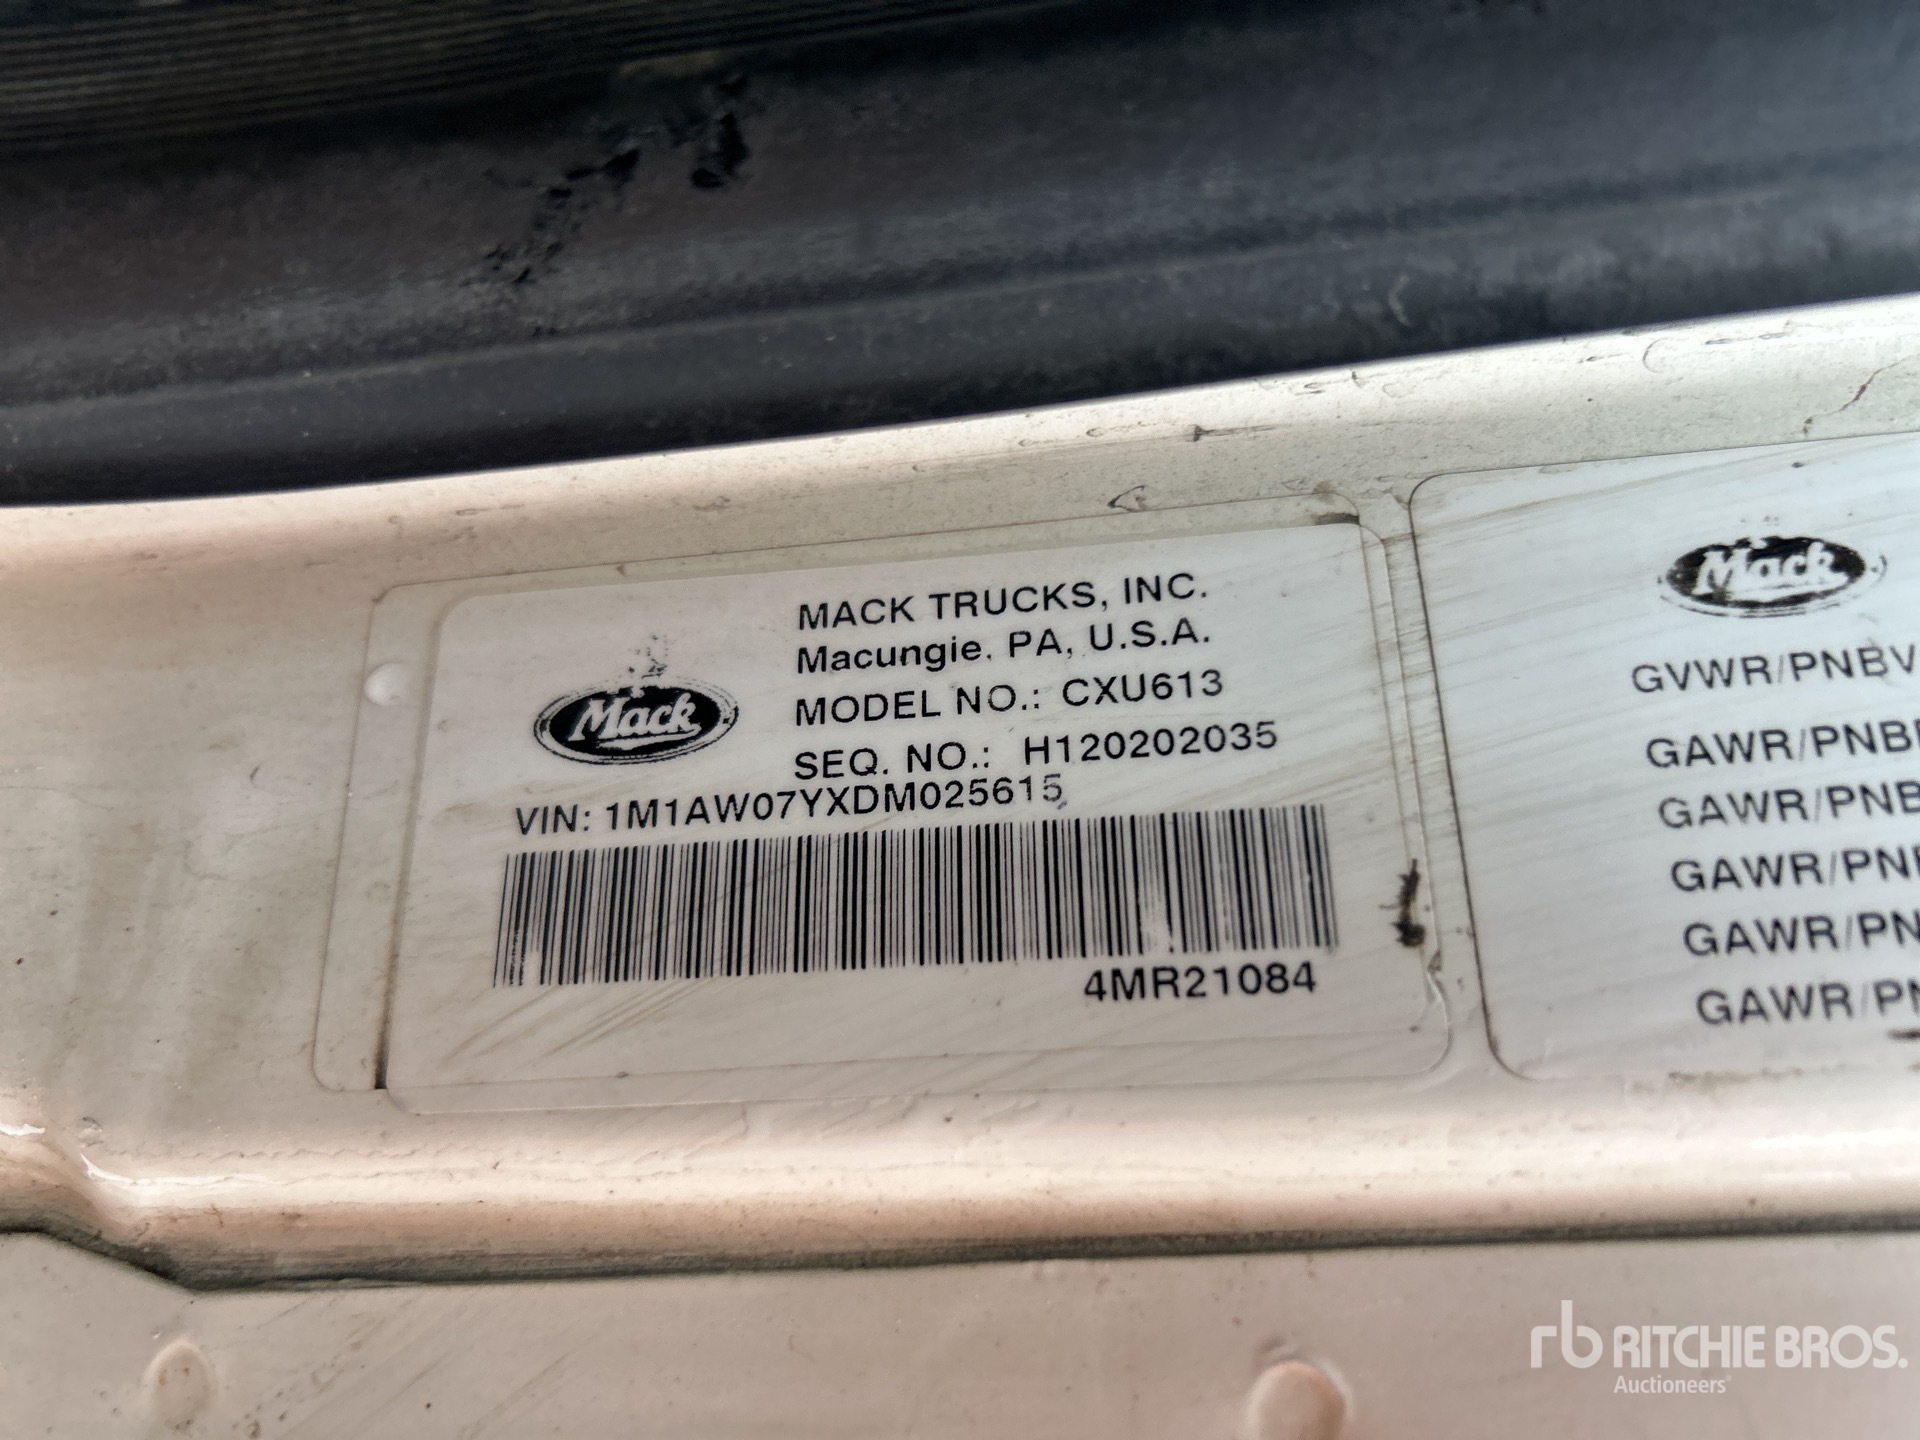 Mack
MACK TRUCKS, INC.
Macungie, PA, U.S.A.
MODEL NO.: CXU613
SEQ. NO.: H120202035
VIN: 1M1AW07YXDM025615
4MR21084
Mack
GVWR/PNBV
GAWR/PNB
GAWR/PNB
GAWR/PN
GAWR/PN
GAWR/PN
rb RITCHIE BROS.
Auctioneers